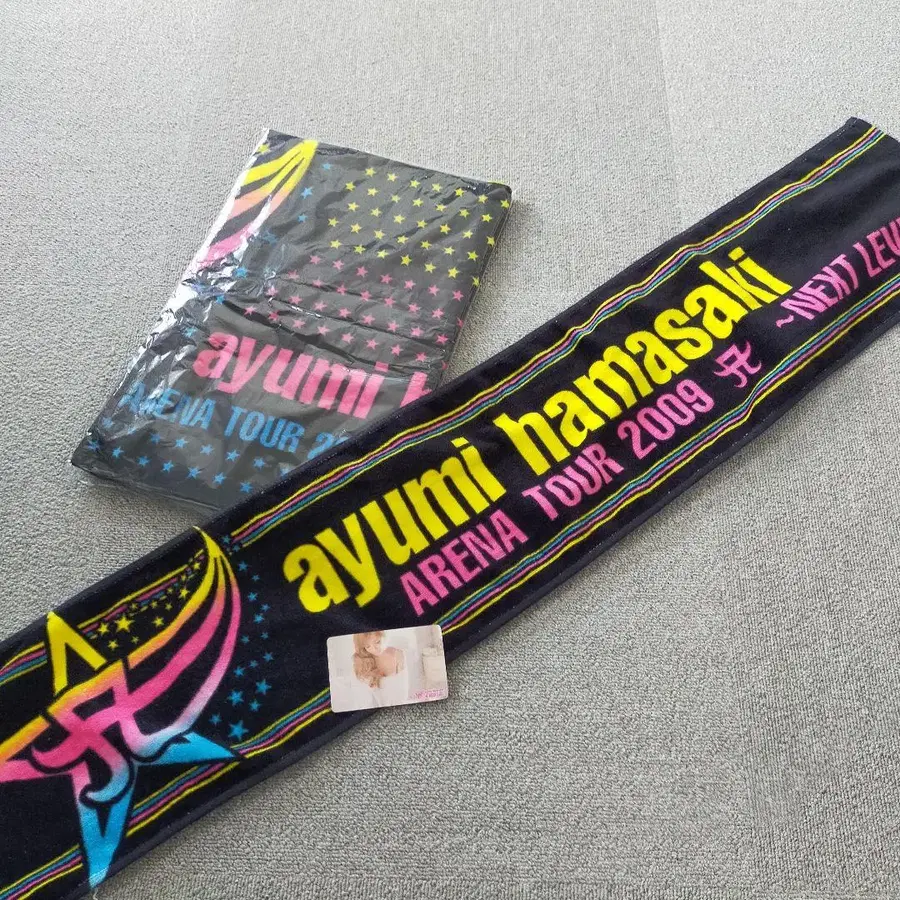 ayumi h
ARENA TOUR 2
ayumi hamasaki
ARENA TOUR 2009
~NEXT LEV